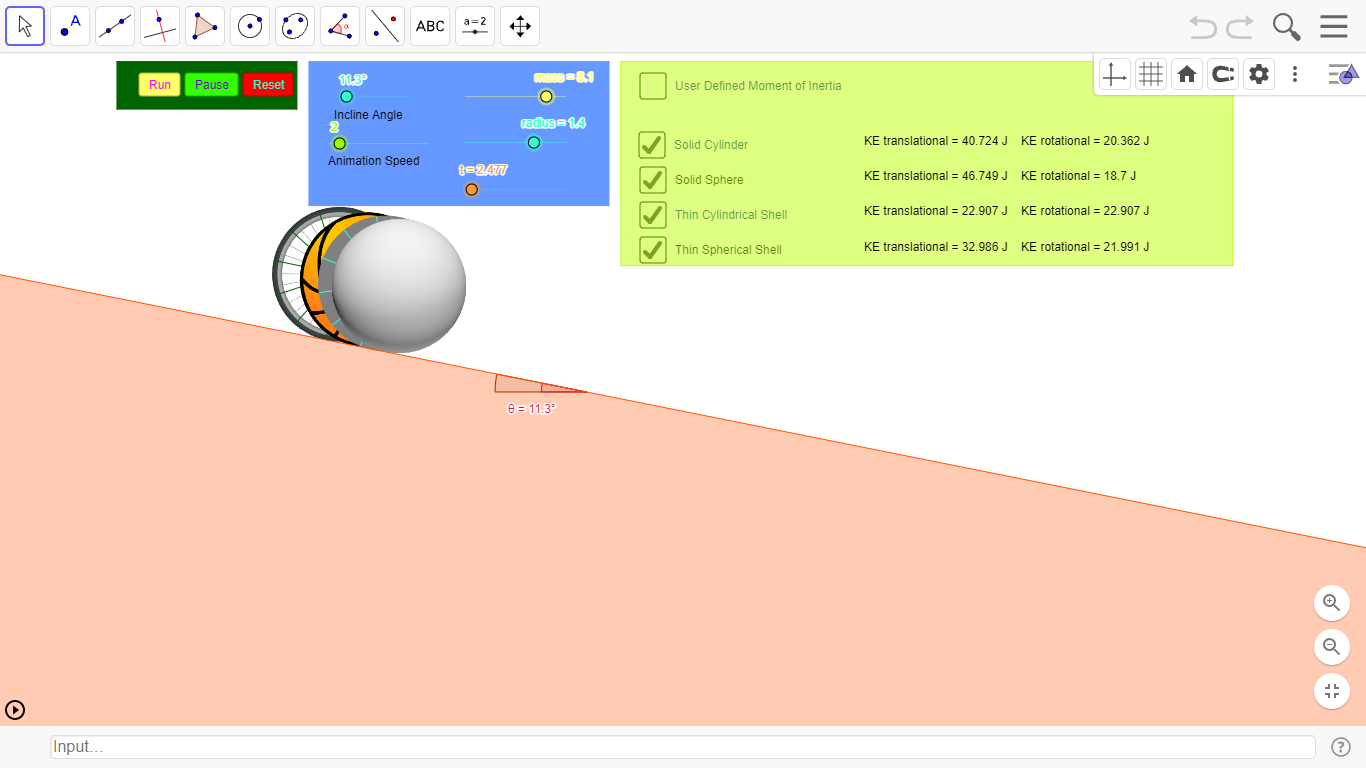 A
α
ABC
a=2
Run Pause Reset
11.3°
Incline Angle
2
Animation Speed
mass = 8.1
radius = 1.4
t = 2.477
User Defined Moment of Inertia
Solid Cylinder KE translational = 40.724 J KE rotational = 20.362 J
Solid Sphere KE translational = 46.749 J KE rotational = 18.7 J
Thin Cylindrical Shell KE translational = 22.907 J KE rotational = 22.907 J
Thin Spherical Shell KE translational = 32.986 J KE rotational = 21.991 J
θ = 11.3°
Input…
?